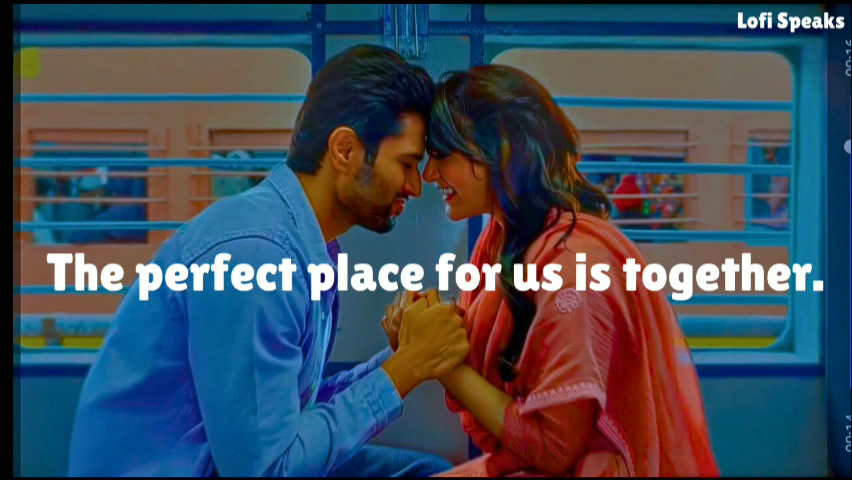 Lofi Speaks
The perfect place for us is together.